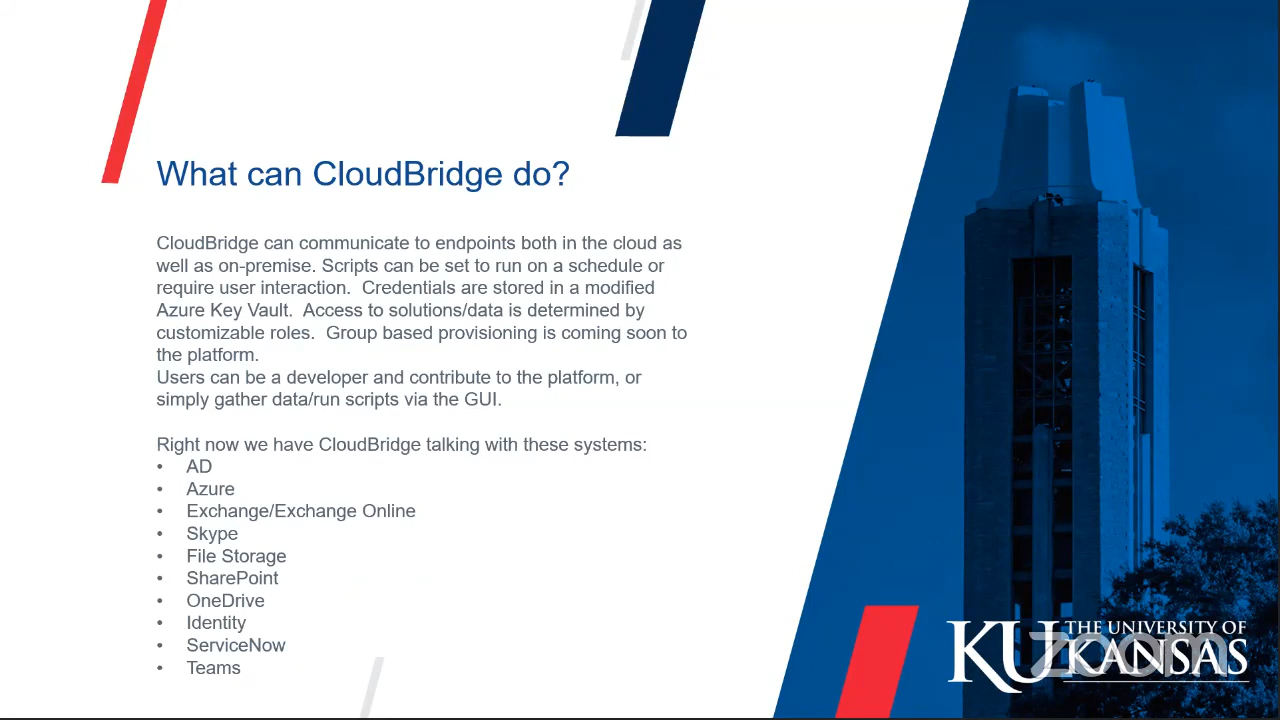 What can CloudBridge do?
CloudBridge can communicate to endpoints both in the cloud as
well as on-premise. Scripts can be set to run on a schedule or
require user interaction.  Credentials are stored in a modified
Azure Key Vault.  Access to solutions/data is determined by
customizable roles.  Group based provisioning is coming soon to
the platform.
Users can be a developer and contribute to the platform, or
simply gather data/run scripts via the GUI.
Right now we have CloudBridge talking with these systems:
• AD
• Azure
• Exchange/Exchange Online
• Skype
• File Storage
• SharePoint
• OneDrive
• Identity
• ServiceNow
• Teams
KU THE UNIVERSITY OF
KANSAS
zoom